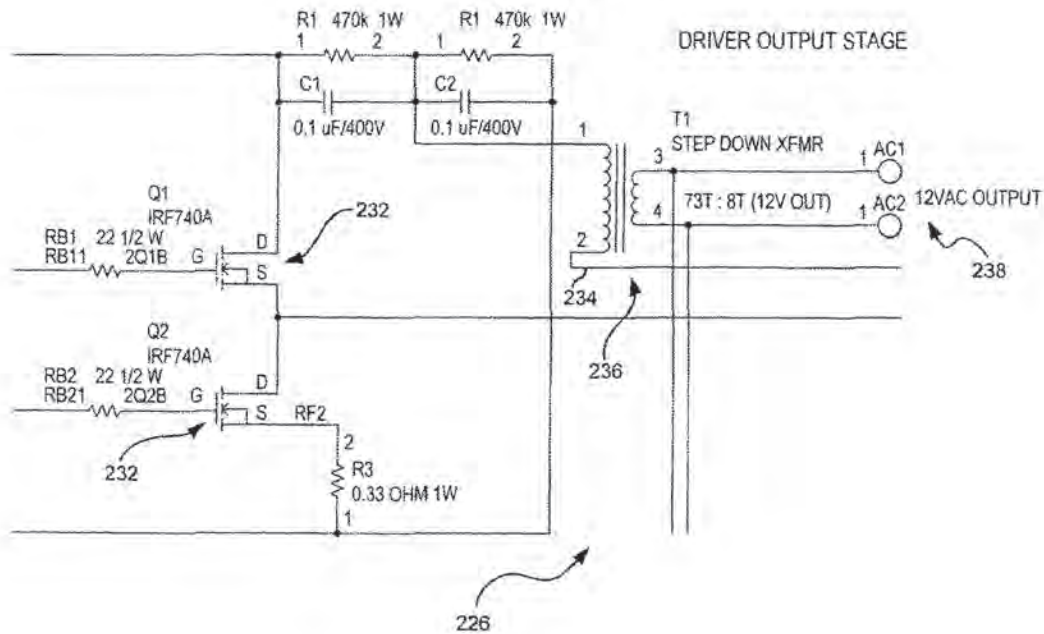 R1 470k 1W
R1 470k 1W
1 2
1 2
DRIVER OUTPUT STAGE
C1
C2
0.1 uF/400V
0.1 uF/400V
1
T1
STEP DOWN XFMR
3
1 AC1
73T : 8T (12V OUT)
4
1 AC2
12VAC OUTPUT
2
234
236
238
Q1
IRF740A
232
RB1 22 1/2 W
RB11 2Q1B
G
D
S
Q2
IRF740A
RB2 22 1/2 W
RB21 2Q2B
G
D
S
RF2
232
2
R3
0.33 OHM 1W
1
226